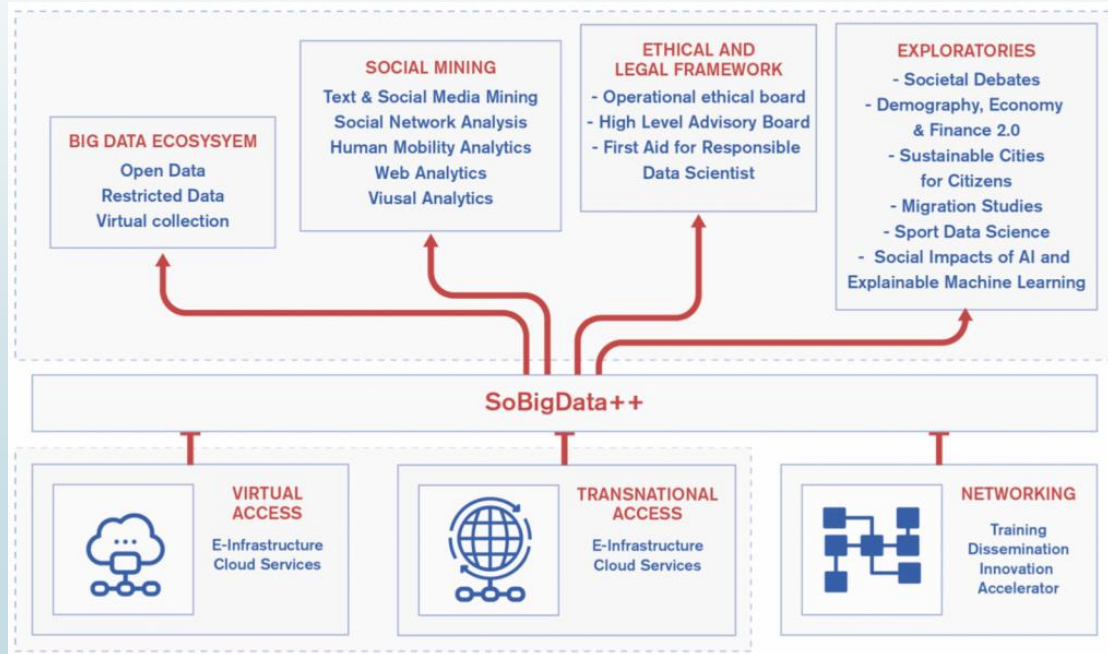 BIG DATA ECOSYSYEM
Open Data
Restricted Data
Virtual collection
SOCIAL MINING
Text & Social Media Mining
Social Network Analysis
Human Mobility Analytics
Web Analytics
Viusal Analytics
ETHICAL AND
LEGAL FRAMEWORK
- Operational ethical board
- High Level Advisory Board
- First Aid for Responsible
Data Scientist
EXPLORATORIES
- Societal Debates
- Demography, Economy
& Finance 2.0
- Sustainable Cities
for Citizens
- Migration Studies
- Sport Data Science
- Social Impacts of AI and
Explainable Machine Learning
SoBigData++
VIRTUAL
ACCESS
E-Infrastructure
Cloud Services
TRANSNATIONAL
ACCESS
E-Infrastructure
Cloud Services
NETWORKING
Training
Dissemination
Innovation
Accelerator